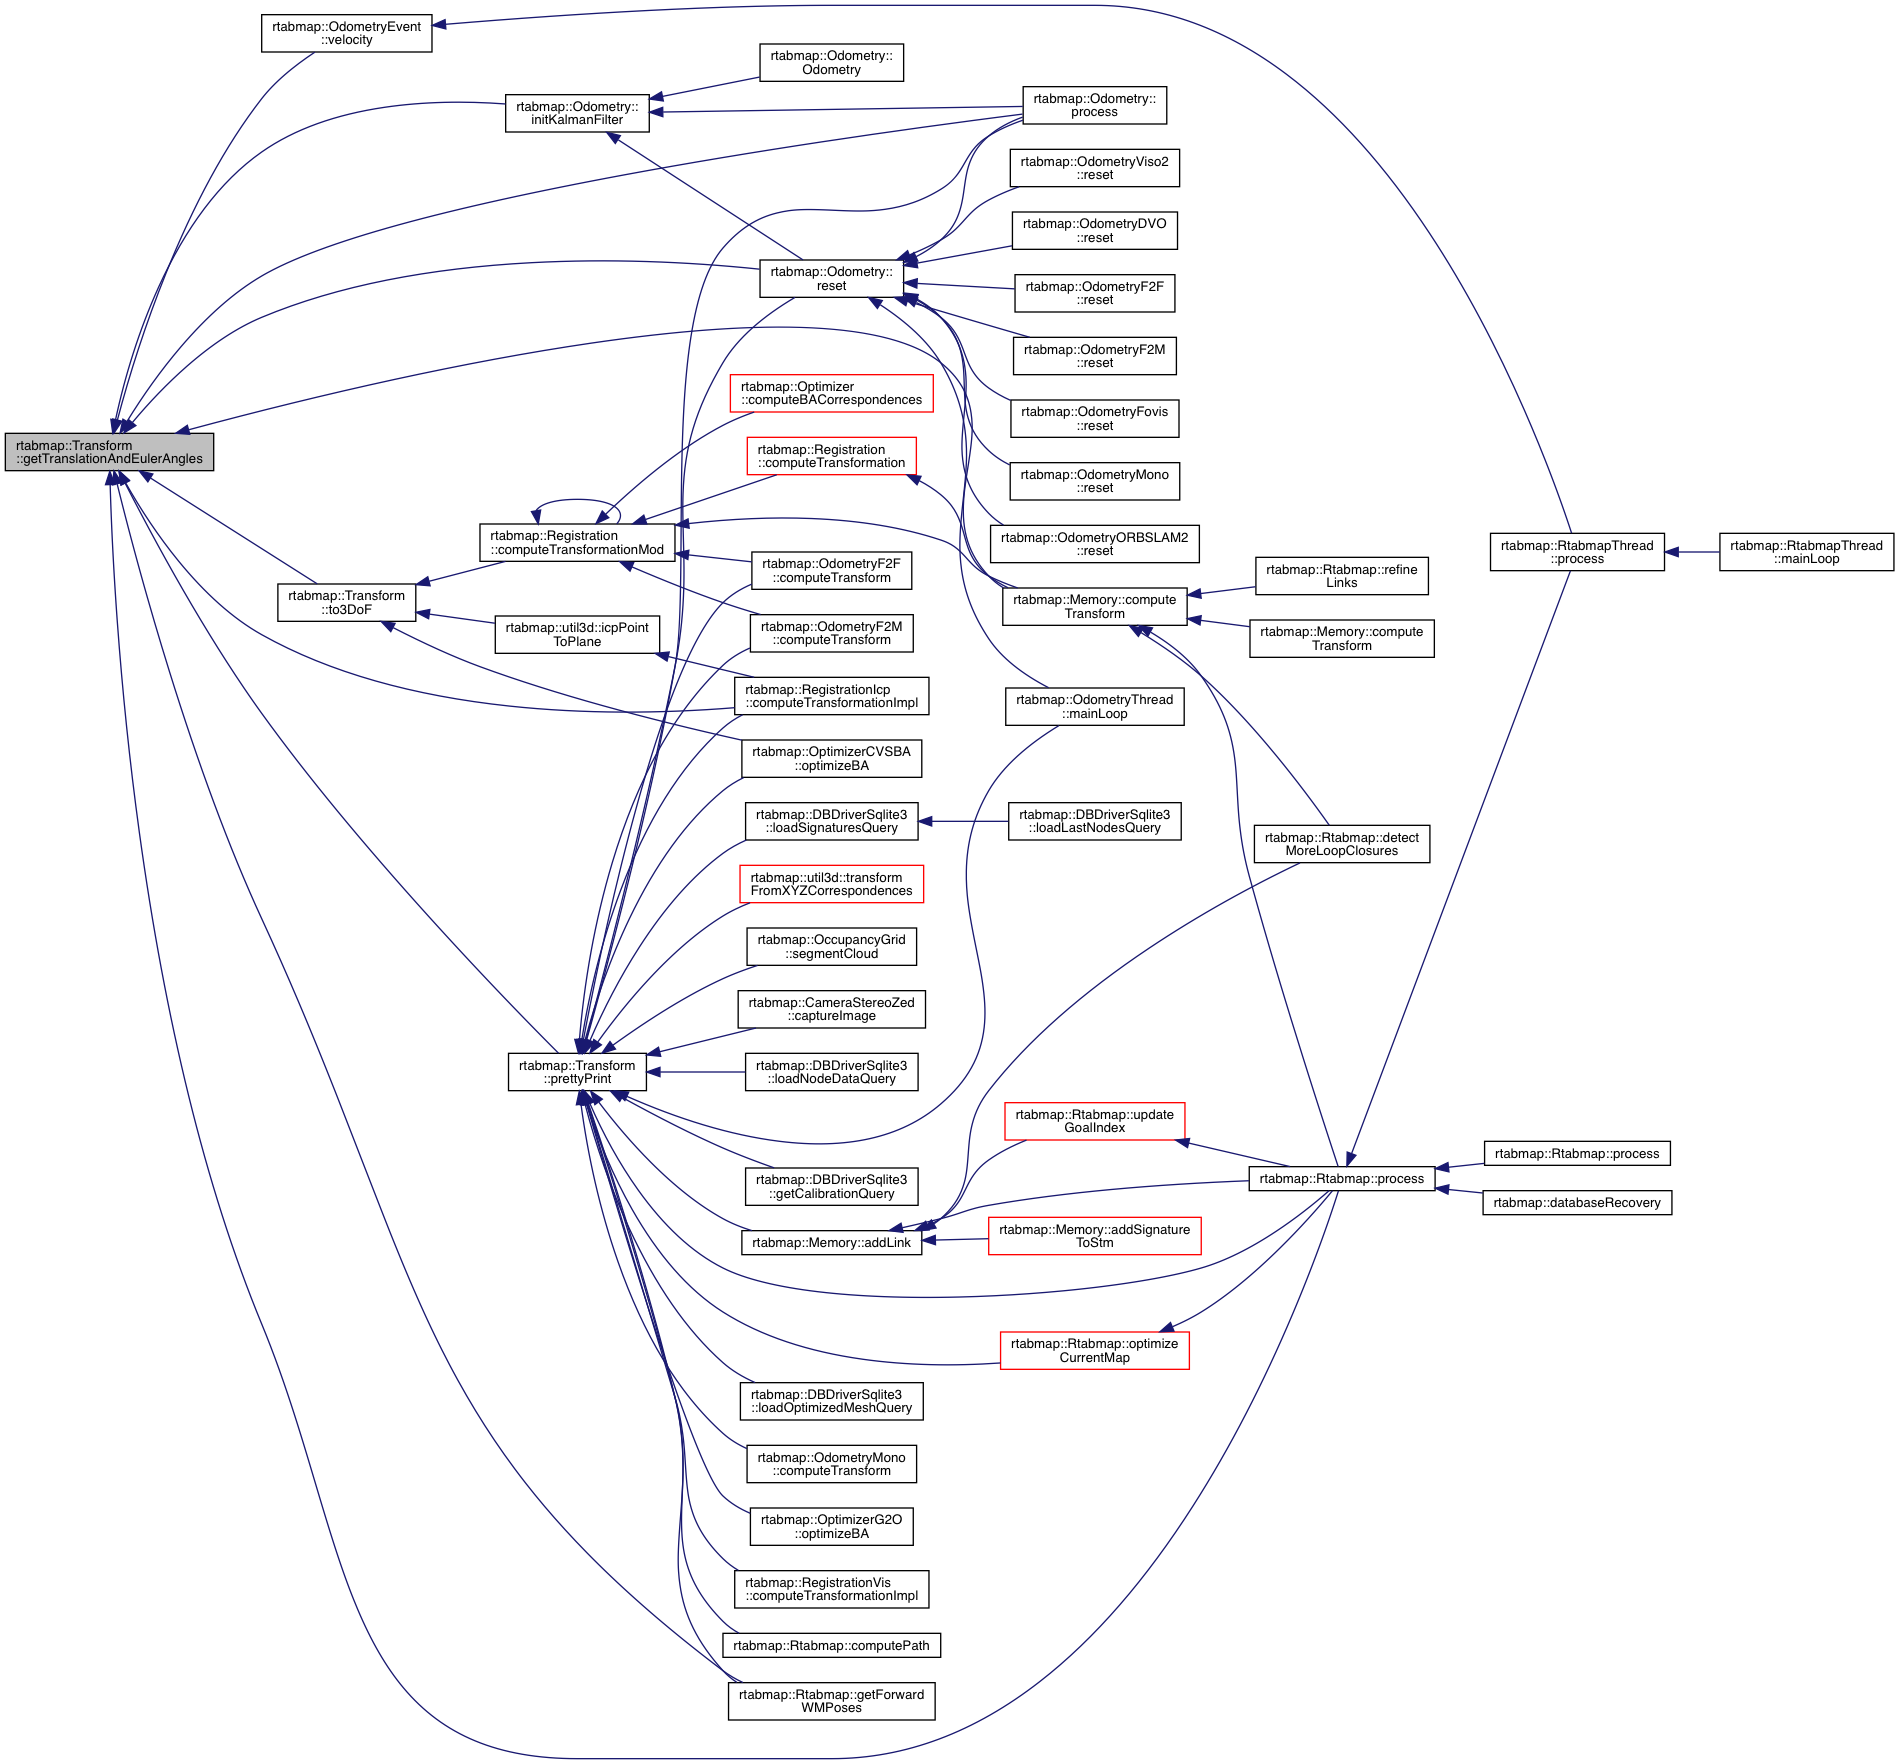 rtabmap::OdometryEvent
::velocity
rtabmap::Odometry::
Odometry
rtabmap::Odometry::
initKalmanFilter
rtabmap::Odometry::
process
rtabmap::OdometryViso2
::reset
rtabmap::OdometryDVO
::reset
rtabmap::Odometry::
reset
rtabmap::OdometryF2F
::reset
rtabmap::OdometryF2M
::reset
rtabmap::Optimizer
::computeBACorrespondences
rtabmap::OdometryFovis
::reset
rtabmap::Transform
::getTranslationAndEulerAngles
rtabmap::Registration
::computeTransformation
rtabmap::OdometryMono
::reset
rtabmap::Registration
::computeTransformationMod
rtabmap::OdometryORBSLAM2
::reset
rtabmap::RtabmapThread
::process
rtabmap::RtabmapThread
::mainLoop
rtabmap::OdometryF2F
::computeTransform
rtabmap::Rtabmap::refine
Links
rtabmap::Transform
::to3DoF
rtabmap::Memory::compute
Transform
rtabmap::util3d::icpPoint
ToPlane
rtabmap::OdometryF2M
::computeTransform
rtabmap::Memory::compute
Transform
rtabmap::RegistrationIcp
::computeTransformationImpl
rtabmap::OdometryThread
::mainLoop
rtabmap::OptimizerCVSBA
::optimizeBA
rtabmap::DBDriverSqlite3
::loadSignaturesQuery
rtabmap::DBDriverSqlite3
::loadLastNodesQuery
rtabmap::Rtabmap::detect
MoreLoopClosures
rtabmap::util3d::transform
FromXYZCorrespondences
rtabmap::OccupancyGrid
::segmentCloud
rtabmap::CameraStereoZed
::captureImage
rtabmap::Transform
::prettyPrint
rtabmap::DBDriverSqlite3
::loadNodeDataQuery
rtabmap::Rtabmap::update
GoalIndex
rtabmap::Rtabmap::process
rtabmap::DBDriverSqlite3
::getCalibrationQuery
rtabmap::Rtabmap::process
rtabmap::databaseRecovery
rtabmap::Memory::addLink
rtabmap::Memory::addSignature
ToStm
rtabmap::Rtabmap::optimize
CurrentMap
rtabmap::DBDriverSqlite3
::loadOptimizedMeshQuery
rtabmap::OdometryMono
::computeTransform
rtabmap::OptimizerG2O
::optimizeBA
rtabmap::RegistrationVis
::computeTransformationImpl
rtabmap::Rtabmap::computePath
rtabmap::Rtabmap::getForward
WMPoses